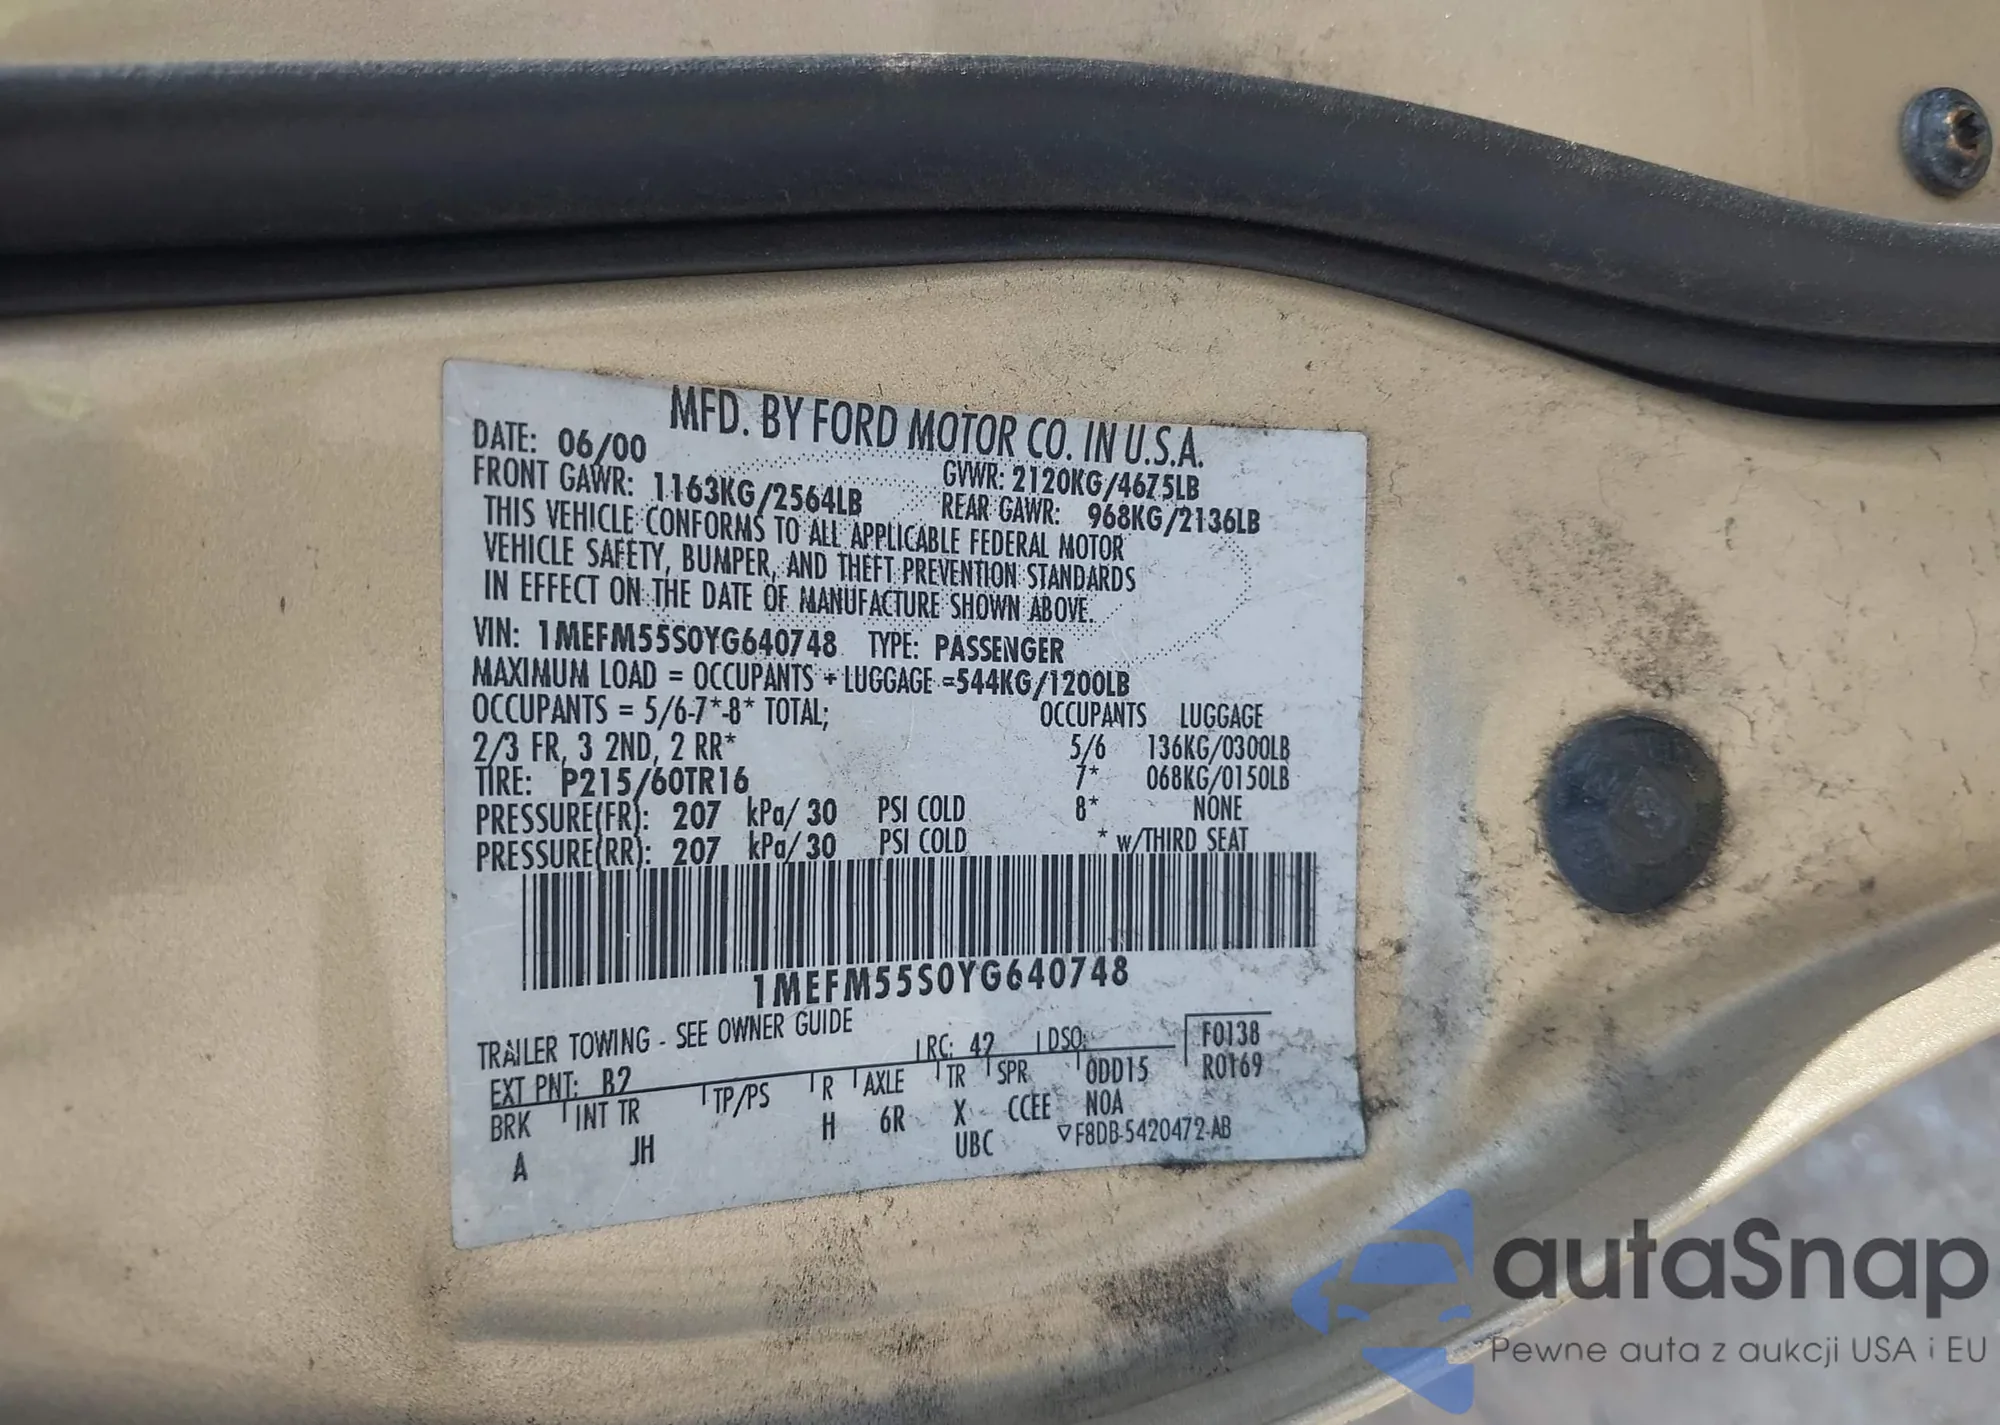 MFD. BY FORD MOTOR CO. IN U.S.A.
DATE: 06/00 GVWR: 2120KG/4675LB
FRONT GAWR: 1163KG/2564LB REAR GAWR: 968KG/2136LB
THIS VEHICLE CONFORMS TO ALL APPLICABLE FEDERAL MOTOR
VEHICLE SAFETY, BUMPER, AND THEFT PREVENTION STANDARDS
IN EFFECT ON THE DATE OF MANUFACTURE SHOWN ABOVE.
VIN: 1MEFM55S0YG640748 TYPE: PASSENGER
MAXIMUM LOAD = OCCUPANTS + LUGGAGE =544KG/1200LB
OCCUPANTS = 5/6-7*-8* TOTAL; OCCUPANTS LUGGAGE
2/3 FR, 3 2ND, 2 RR* 5/6 136KG/0300LB
TIRE: P215/60TR16 7* 068KG/0150LB
PRESSURE(FR): 207 kPa/ 30 PSI COLD 8* NONE
PRESSURE(RR): 207 kPa/ 30 PSI COLD * w/THIRD SEAT
1MEFM55S0YG640748
TRAILER TOWING - SEE OWNER GUIDE
EXT PNT: B2 RC: 42 DSO: F0138
BRK INT TR TP/PS R AXLE TR SPR 0DD15 R0169
A JH H 6R X CCEE NOA
UBC ▽F8DB-5420472-AB
autaSnap
Pewne auta z aukcji USA i EU